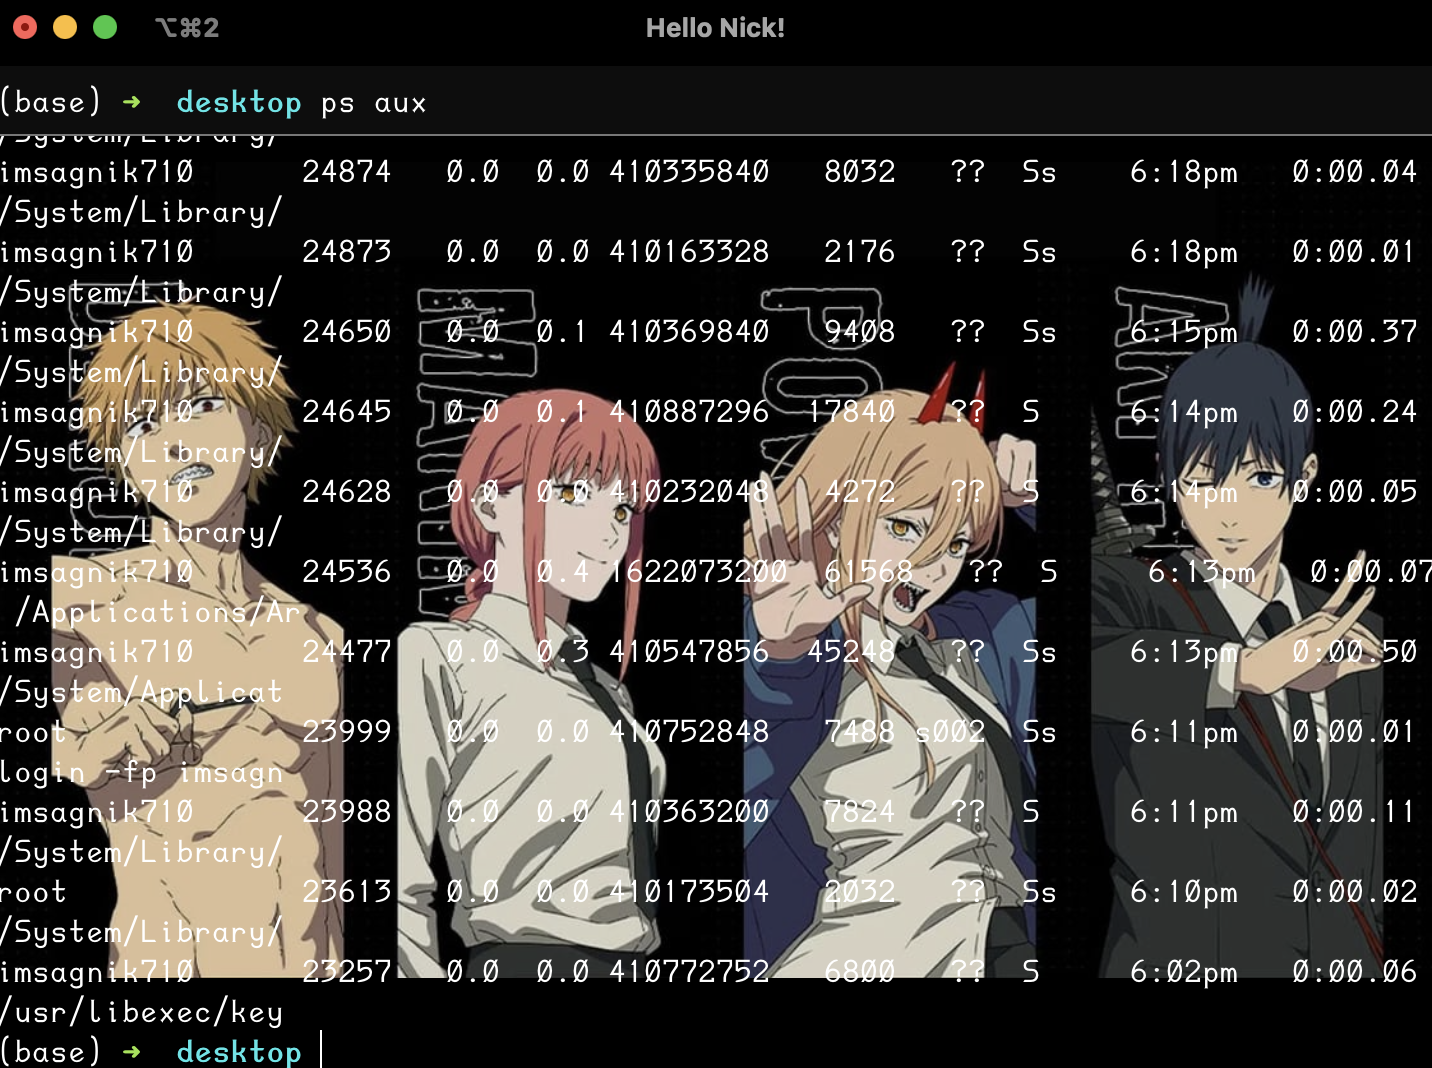 ⌥⌘2 Hello Nick!
(base) ➜ desktop ps aux
/System/Library/
imsagnik710 24874 0.0 0.0 410335840 8032 ?? Ss 6:18pm 0:00.04
/System/Library/
imsagnik710 24873 0.0 0.0 410163328 2176 ?? Ss 6:18pm 0:00.01
/System/Library/
imsagnik710 24650 0.0 0.1 410369840 9408 ?? Ss 6:15pm 0:00.37
/System/Library/
imsagnik710 24645 0.0 0.1 410887296 17840 ?? S 6:14pm 0:00.24
/System/Library/
imsagnik710 24628 0.0 0.0 410232048 4272 ?? S 6:14pm 0:00.05
/System/Library/
imsagnik710 24536 0.0 0.4 1622073200 61568 ?? S 6:13pm 0:00.07
/Applications/Ar
imsagnik710 24477 0.0 0.3 410547856 45248 ?? Ss 6:13pm 0:00.50
/System/Applicat
root 23999 0.0 0.0 410752848 7488 s002 Ss 6:11pm 0:00.01
login -fp imsagn
imsagnik710 23988 0.0 0.0 410363200 7824 ?? S 6:11pm 0:00.11
/System/Library/
root 23613 0.0 0.0 410173504 2032 ?? Ss 6:10pm 0:00.02
/System/Library/
imsagnik710 23257 0.0 0.0 410772752 6800 ?? S 6:02pm 0:00.06
/usr/libexec/key
(base) ➜ desktop